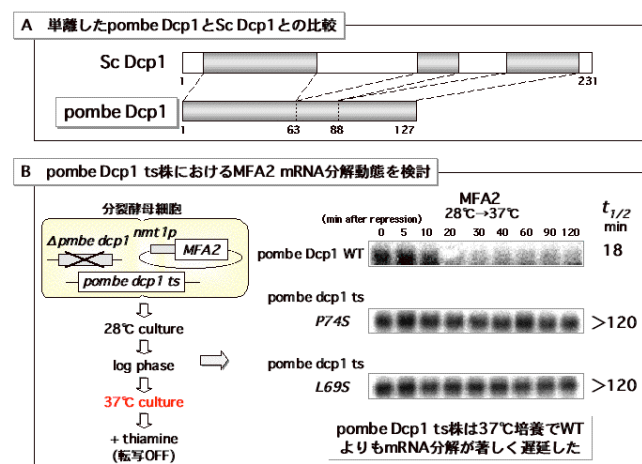 A 単離したpombe Dcp1とSc Dcp1との比較
Sc Dcp1
1
231
pombe Dcp1
1
63
88
127
B pombe Dcp1 ts株におけるMFA2 mRNA分解動態を検討
分裂酵母細胞
Δpmbe dcp1
nmt1p
MFA2
pombe dcp1 ts
28℃ culture
log phase
37℃ culture
+ thiamine
(転写OFF)
MFA2
28℃→37℃
(min after repression)
0 5 10 20 30 40 60 90 120
t1/2
min
pombe Dcp1 WT
18
pombe dcp1 ts
P74S
>120
pombe dcp1 ts
L69S
>120
pombe Dcp1 ts株は37℃培養でWT
よりもmRNA分解が著しく遅延した